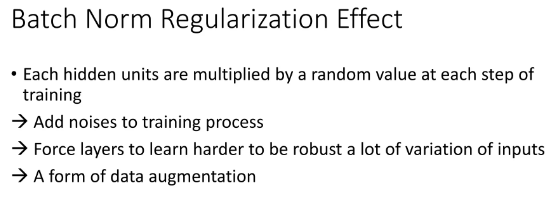 Batch Norm Regularization Effect
• Each hidden units are multiplied by a random value at each step of
training
→ Add noises to training process
→ Force layers to learn harder to be robust a lot of variation of inputs
→ A form of data augmentation